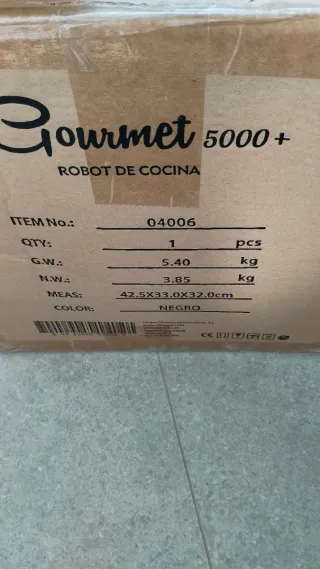 Gourmet 5000+
ROBOT DE COCINA
ITEM No.: 04006
QTY: 1 pcs
G.W.: 5.40 kg
N.W.: 3.85 kg
MEAS: 42.5X33.0X32.0cm
COLOR: NEGRO
CE